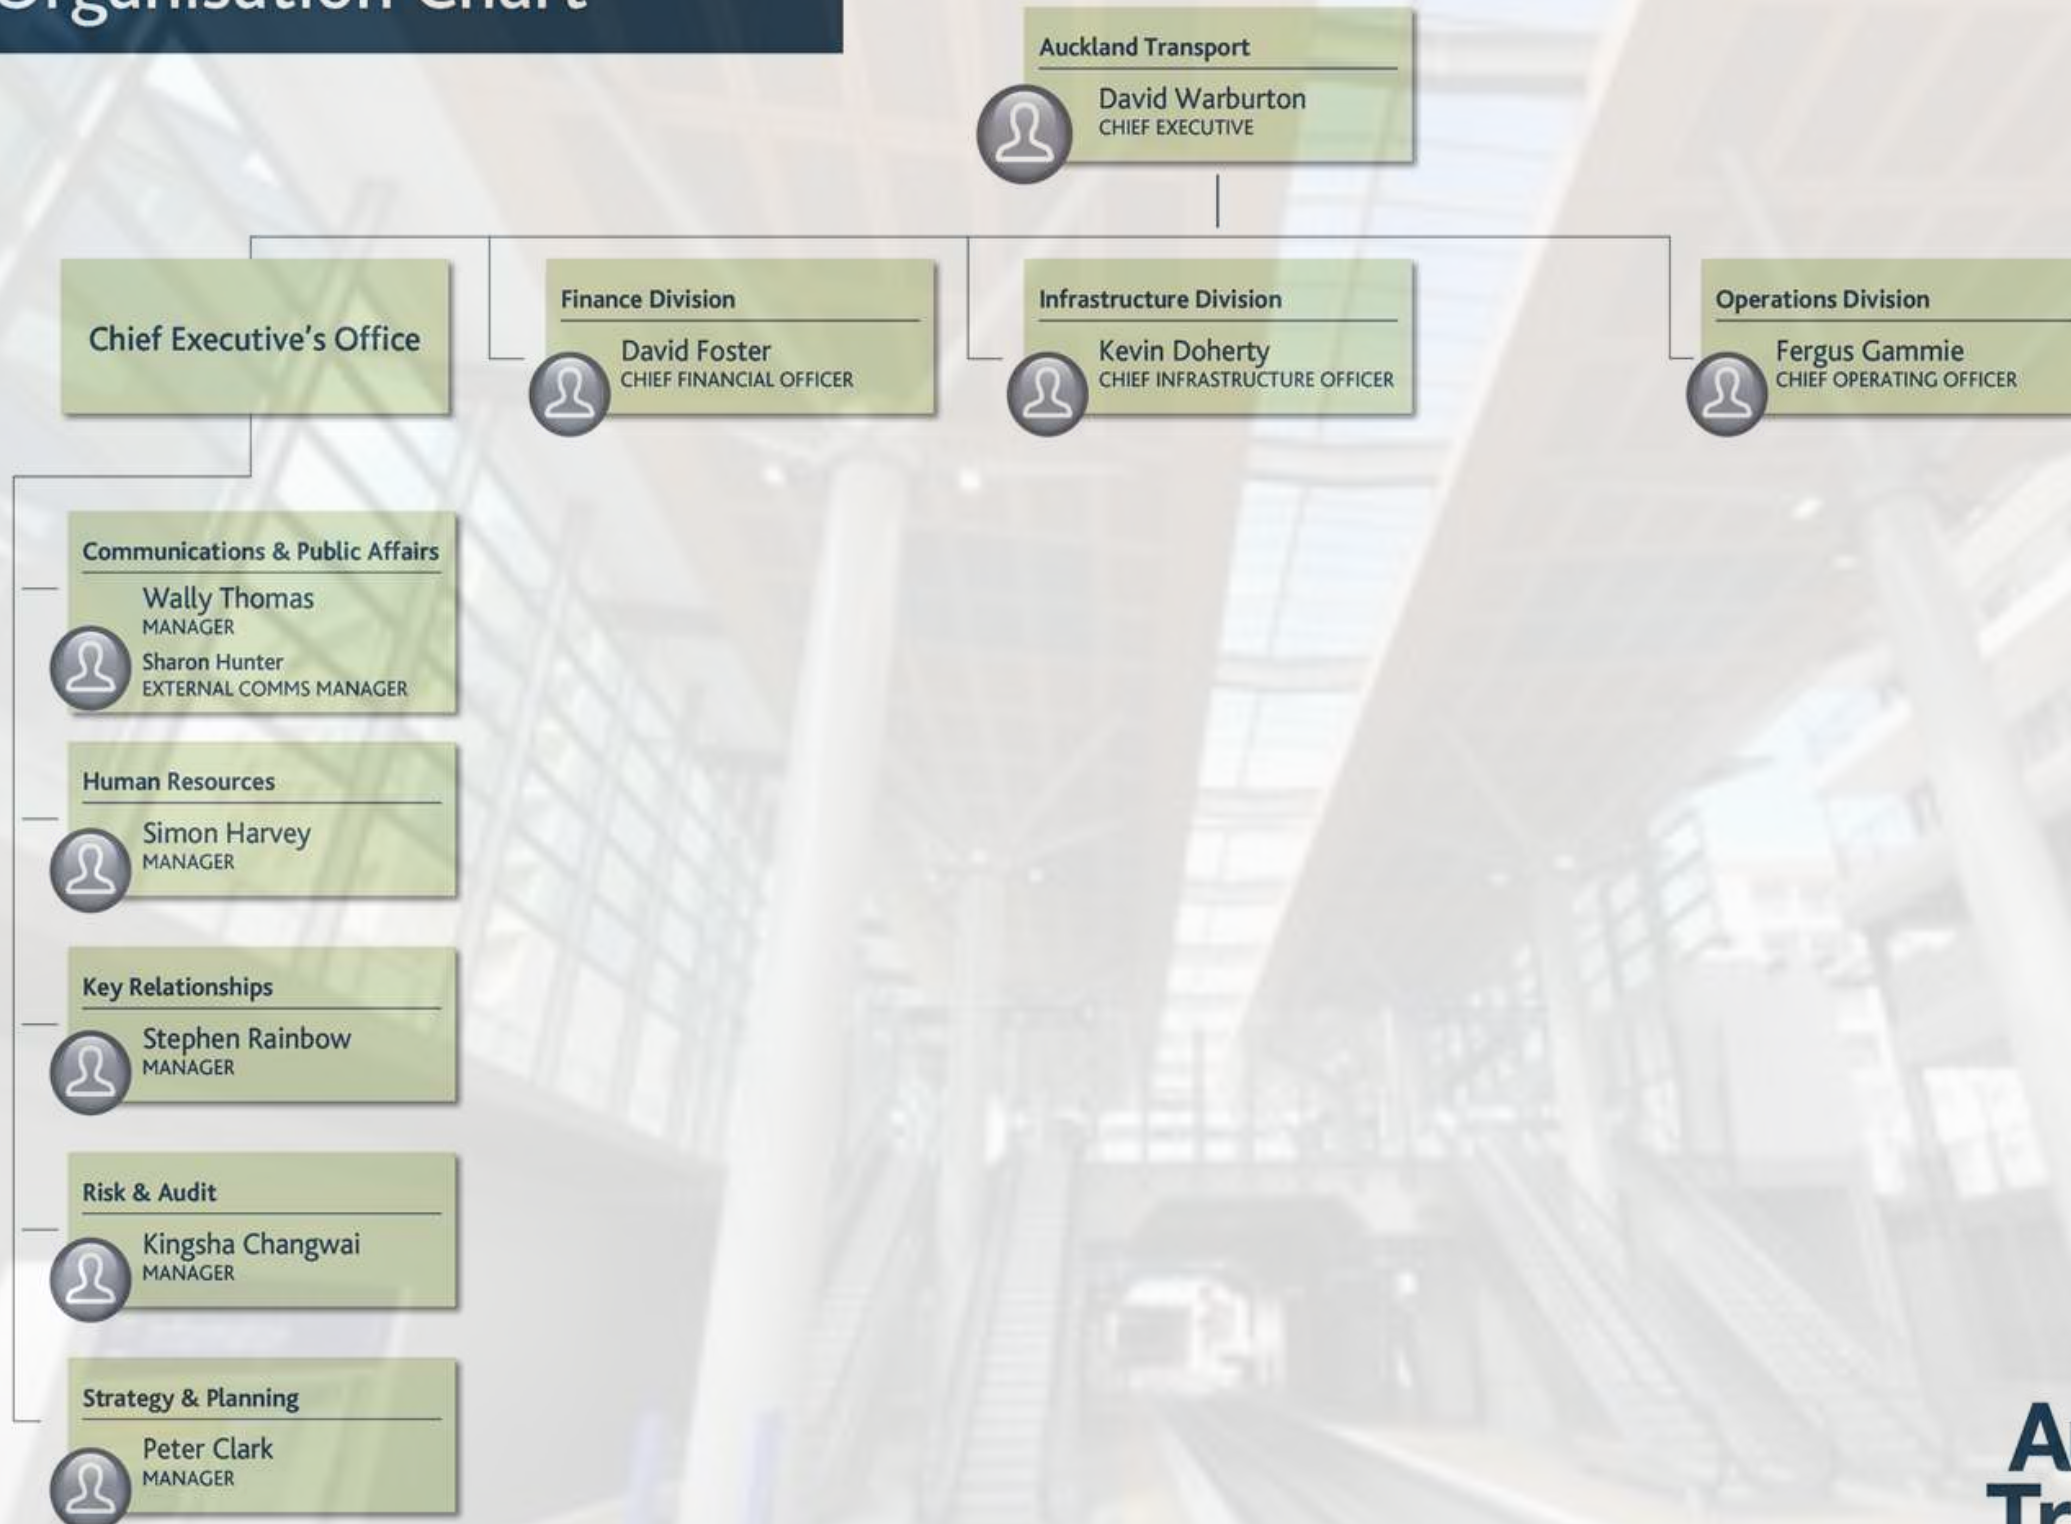 Organisation Chart
Auckland Transport
David Warburton
CHIEF EXECUTIVE
Chief Executive's Office
Finance Division
David Foster
CHIEF FINANCIAL OFFICER
Infrastructure Division
Kevin Doherty
CHIEF INFRASTRUCTURE OFFICER
Operations Division
Fergus Gammie
CHIEF OPERATING OFFICER
Communications & Public Affairs
Wally Thomas
MANAGER
Sharon Hunter
EXTERNAL COMMS MANAGER
Human Resources
Simon Harvey
MANAGER
Key Relationships
Stephen Rainbow
MANAGER
Risk & Audit
Kingsha Changwai
MANAGER
Strategy & Planning
Peter Clark
MANAGER